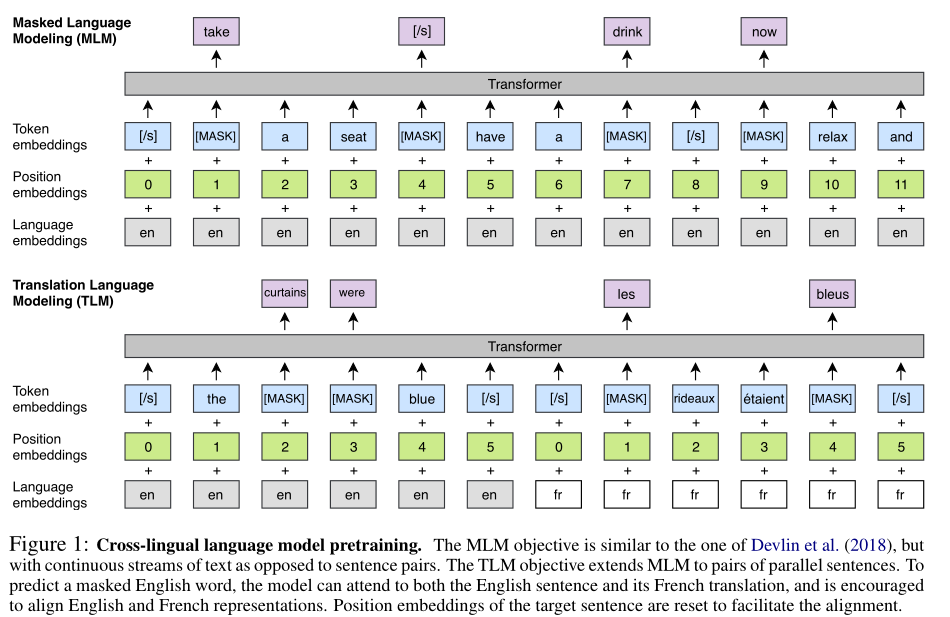 Masked Language
Modeling (MLM)
take [/s] drink now
Transformer
Token
embeddings
[/s] [MASK] a seat [MASK] have a [MASK] [/s] [MASK] relax and
+ + + + + + + + + + + +
Position
embeddings
0 1 2 3 4 5 6 7 8 9 10 11
+ + + + + + + + + + + +
Language
embeddings
en en en en en en en en en en en en
Translation Language
Modeling (TLM)
curtains were les bleus
Transformer
Token
embeddings
[/s] the [MASK] [MASK] blue [/s] [/s] [MASK] rideaux étaient [MASK] [/s]
+ + + + + + + + + + + +
Position
embeddings
0 1 2 3 4 5 0 1 2 3 4 5
+ + + + + + + + + + + +
Language
embeddings
en en en en en en fr fr fr fr fr fr
Figure 1: Cross-lingual language model pretraining. The MLM objective is similar to the one of Devlin et al. (2018), but
with continuous streams of text as opposed to sentence pairs. The TLM objective extends MLM to pairs of parallel sentences. To
predict a masked English word, the model can attend to both the English sentence and its French translation, and is encouraged
to align English and French representations. Position embeddings of the target sentence are reset to facilitate the alignment.